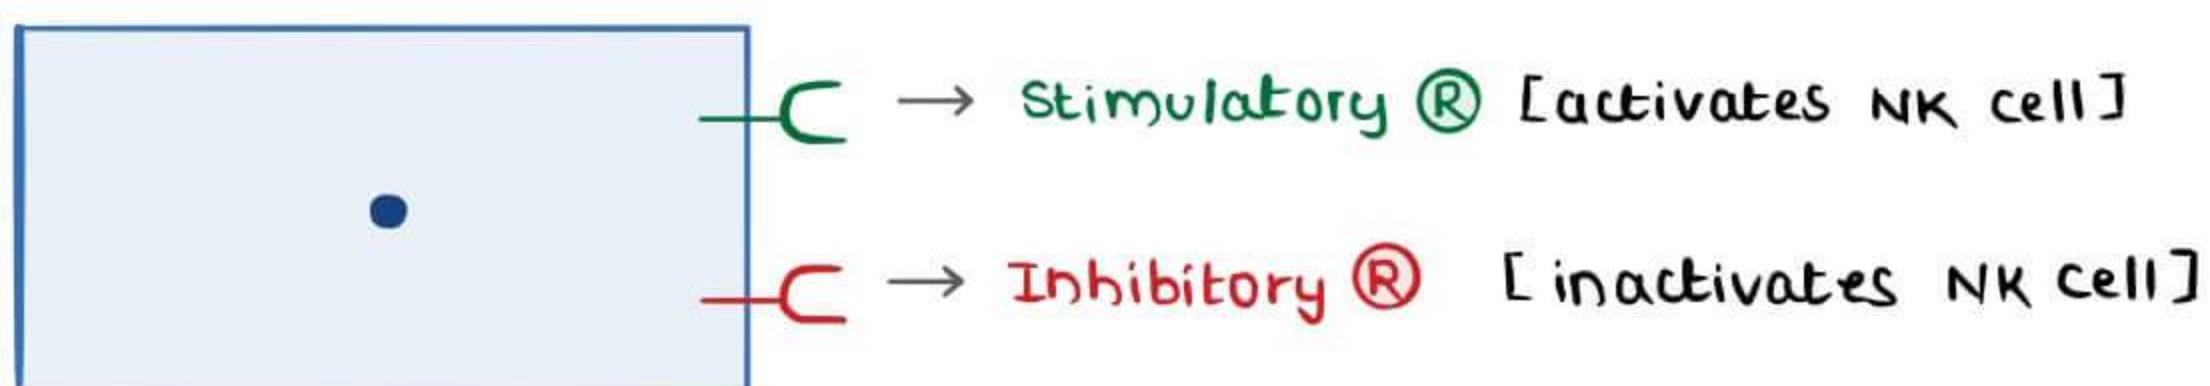 → Stimulatory Ⓡ [activates NK cell]
→ Inhibitory Ⓡ [inactivates NK cell]